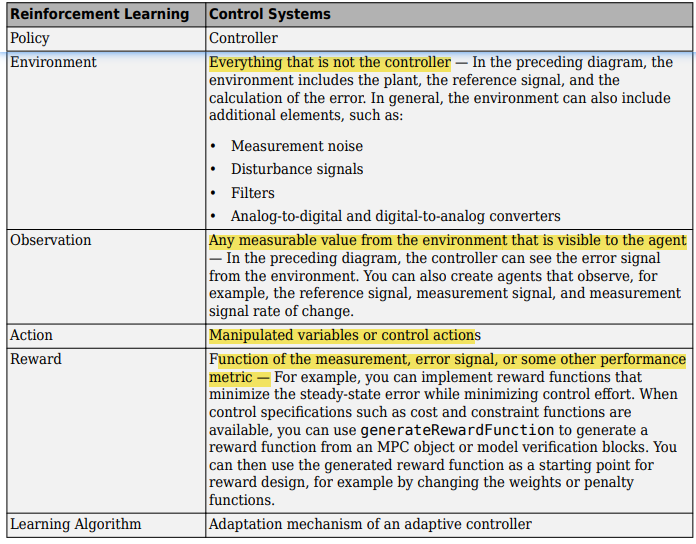 Reinforcement Learning Control Systems
Policy Controller
Environment Everything that is not the controller — In the preceding diagram, the
environment includes the plant, the reference signal, and the
calculation of the error. In general, the environment can also include
additional elements, such as:
• Measurement noise
• Disturbance signals
• Filters
• Analog-to-digital and digital-to-analog converters
Observation Any measurable value from the environment that is visible to the agent
— In the preceding diagram, the controller can see the error signal
from the environment. You can also create agents that observe, for
example, the reference signal, measurement signal, and measurement
signal rate of change.
Action Manipulated variables or control actions
Reward Function of the measurement, error signal, or some other performance
metric — For example, you can implement reward functions that
minimize the steady-state error while minimizing control effort. When
control specifications such as cost and constraint functions are
available, you can use generateRewardFunction to generate a
reward function from an MPC object or model verification blocks. You
can then use the generated reward function as a starting point for
reward design, for example by changing the weights or penalty
functions.
Learning Algorithm Adaptation mechanism of an adaptive controller